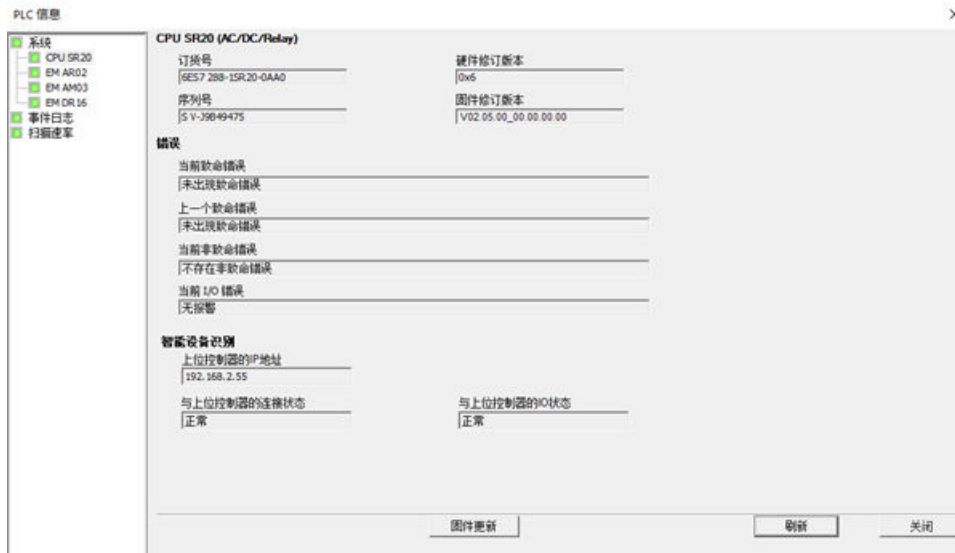 PLC 信息
系统
CPU SR20
EM AR02
EM AM03
EM DR16
事件日志
扫描速率
CPU SR20 (AC/DC/Relay)
订货号
硬件修订版本
6ES7 288-1SR20-0AA0
0x6
序列号
固件修订版本
S V-J9B49475
V02.05.00_00.00.00.00
错误
当前致命错误
未出现致命错误
上一个致命错误
未出现致命错误
当前非致命错误
不存在非致命错误
当前 I/O 错误
无报警
智能设备识别
上位控制器的IP地址
192.168.2.55
与上位控制器的连接状态
与上位控制器的IO状态
正常
正常
固件更新
刷新
关闭